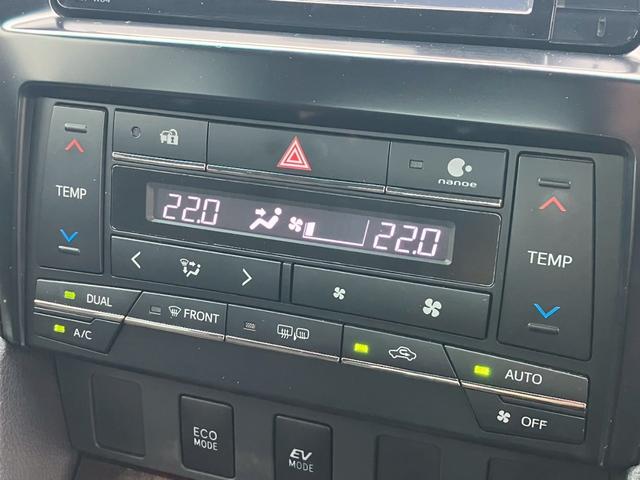 nanoe
TEMP
22.0 22.0
TEMP
DUAL
FRONT
A/C
AUTO
OFF
ECO
MODE
EV
MODE